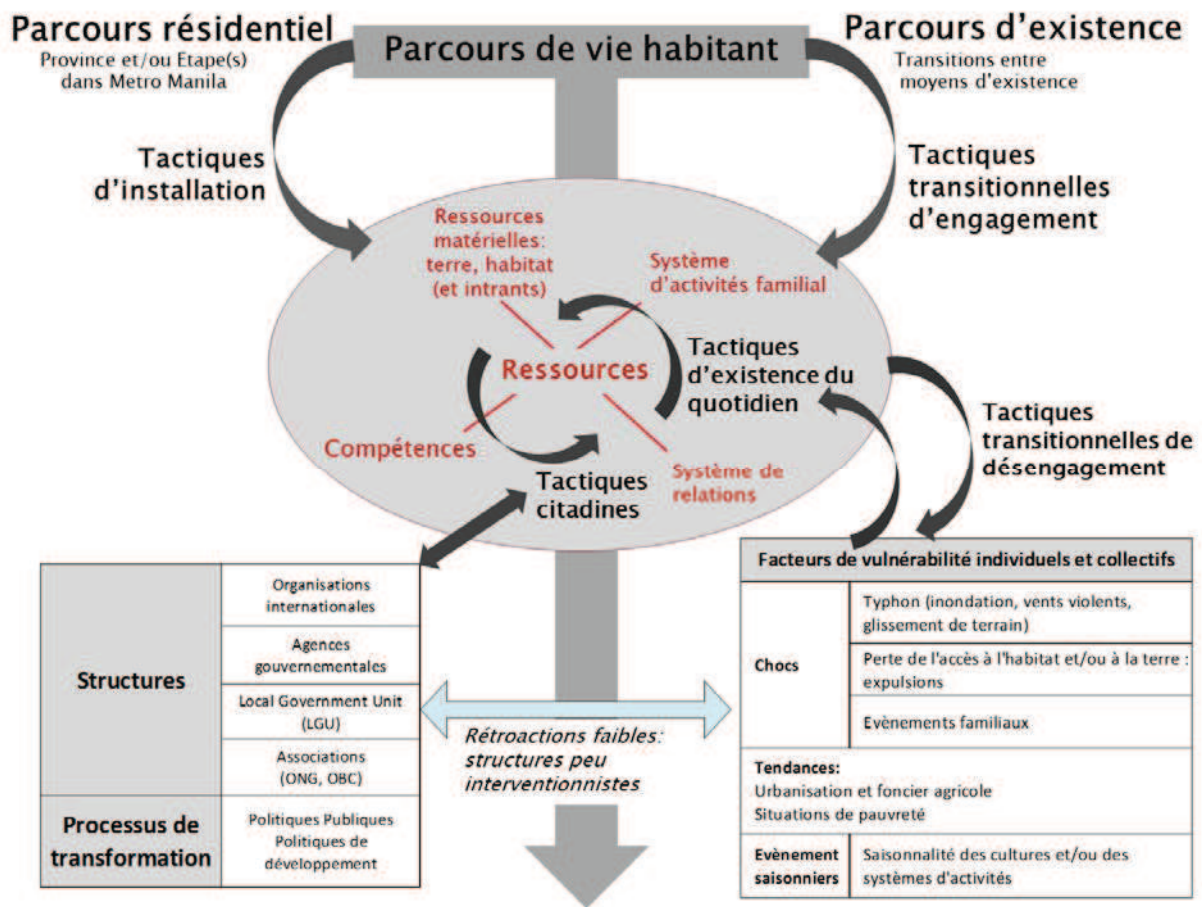 Parcours résidentiel
Province et/ou Etape(s)
dans Metro Manila
Parcours de vie habitant
Parcours d'existence
Transitions entre
moyens d'existence
Tactiques
d'installation
Tactiques
transitionnelles
d'engagement
Ressources
matérielles:
terre, habitat
(et intrants)
Système
d'activités familial
Ressources
Tactiques
d'existence du
quotidien
Compétences
Système de
relations
Tactiques
citadines
Tactiques
transitionnelles de
désengagement
Structures
Organisations
internationales
Agences
gouvernementales
Local Government Unit
(LGU)
Associations
(ONG, OBC)
Processus de
transformation
Politiques Publiques
Politiques de
développement
Rétroactions faibles:
structures peu
interventionnistes
Facteurs de vulnérabilité individuels et collectifs
Chocs
Typhon (inondation, vents violents,
glissement de terrain)
Perte de l'accès à l'habitat et/ou à la terre :
expulsions
Evènements familiaux
Tendances:
Urbanisation et foncier agricole
Situations de pauvreté
Evènement
saisonniers
Saisonnalité des cultures et/ou des
systèmes d'activités